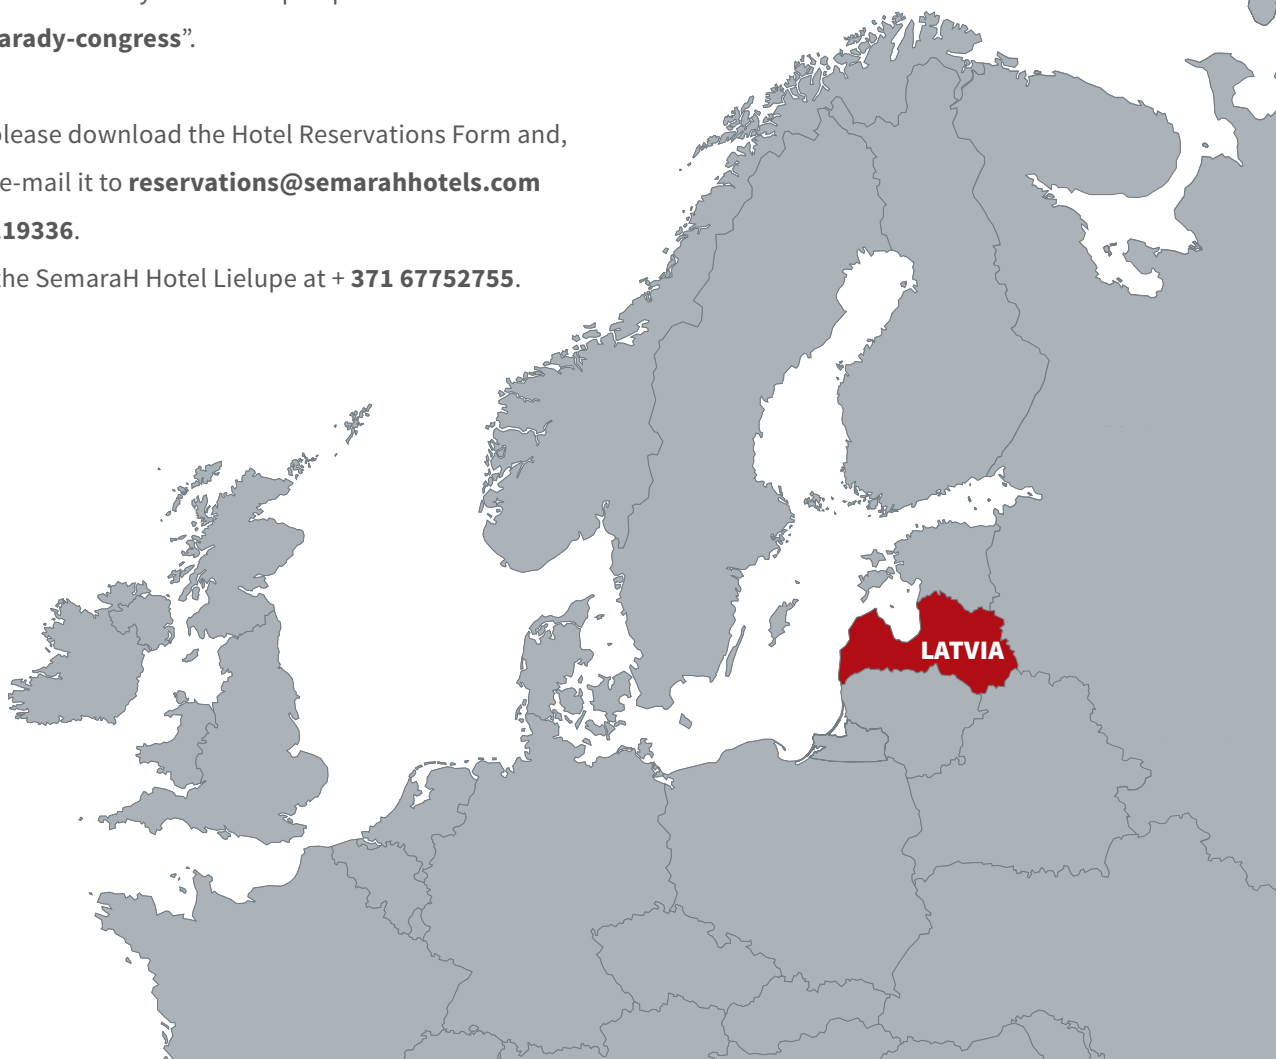 arady-congress”.
please download the Hotel Reservations Form and,
e-mail it to reservations@semarahhotels.com
19336.
the SemaraH Hotel Lielupe at + 371 67752755.
LATVIA